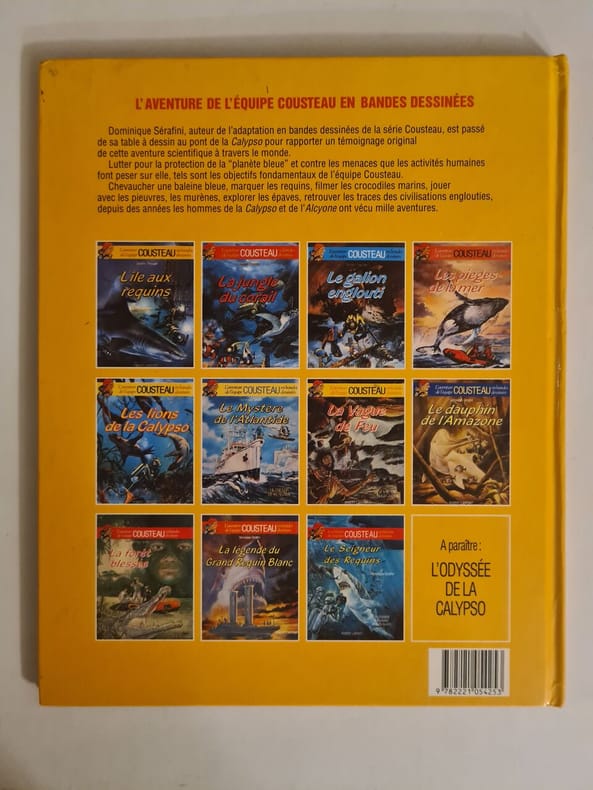 L'AVENTURE DE L'ÉQUIPE COUSTEAU EN BANDES DESSINÉES
Dominique Sérafini, auteur de l'adaptation en bandes dessinées de la série Cousteau, est passé
de sa table à dessin au pont de la Calypso pour rapporter un témoignage original
de cette aventure scientifique à travers le monde.
Lutter pour la protection de la "planète bleue" et contre les menaces que les activités humaines
font peser sur elle, tels sont les objectifs fondamentaux de l'équipe Cousteau.
Chevaucher une baleine bleue, marquer les requins, filmer les crocodiles marins, jouer
avec les pieuvres, les murènes, explorer les épaves, retrouver les traces des civilisations englouties,
depuis des années les hommes de la Calypso et de l'Alcyone ont vécu mille aventures.
COUSTEAU
L'île aux
requins
COUSTEAU
La jungle
du corail
COUSTEAU
Le galion
englouti
COUSTEAU
Les pièges
de la mer
COUSTEAU
Les lions
de la Calypso
COUSTEAU
Le Mystère
de l'Atlantide
COUSTEAU
La Vague
de Feu
COUSTEAU
Le dauphin
de l'Amazone
COUSTEAU
La forêt
blessée
COUSTEAU
La légende du
Grand Requin Blanc
COUSTEAU
Le Seigneur
des Requins
A paraître :
L'ODYSSÉE
DE LA
CALYPSO
9 782221 054253